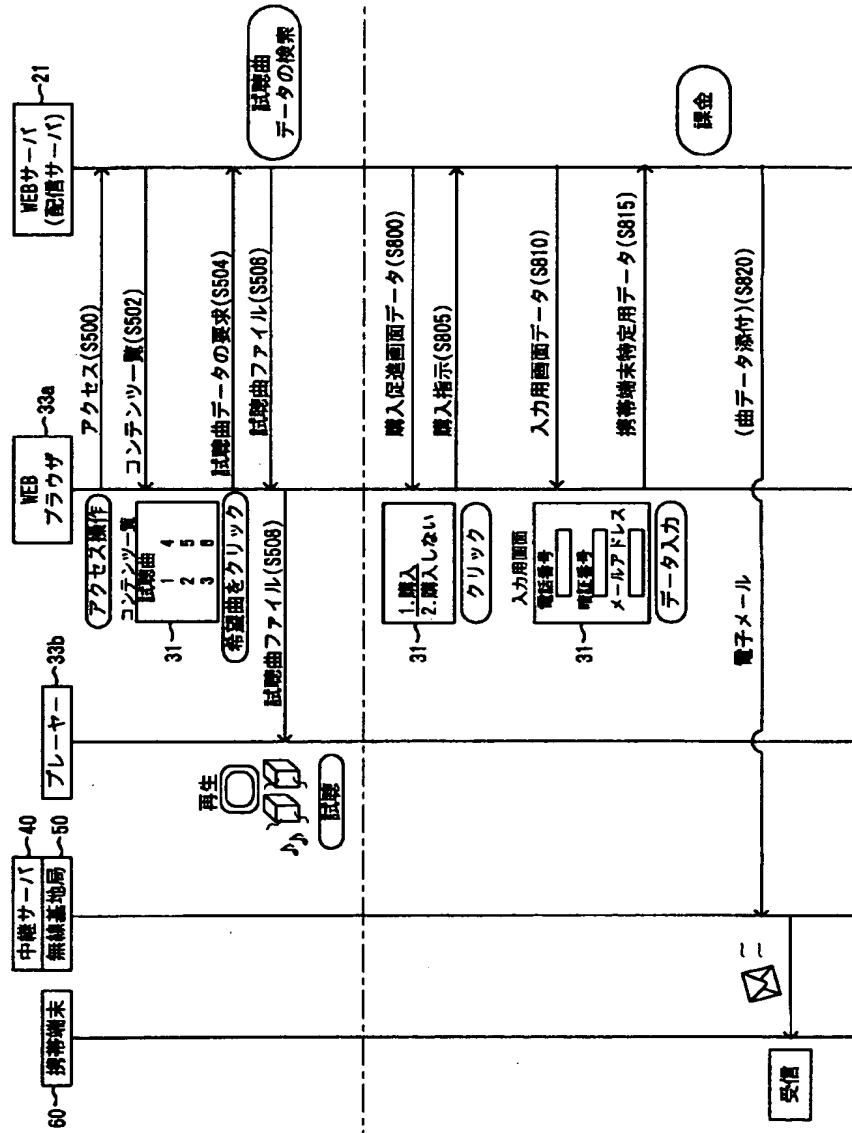 60 携帯端末
中継サーバ 40
無線基地局 50
プレーヤー 33b
WEB
ブラウザ 33a
WEBサーバ
(配信サーバ) 21
アクセス操作
アクセス(S500)
コンテンツ一覧
試聴曲
1 4
2 5
3 6
31
コンテンツ一覧(S502)
希望曲をクリック
試聴曲データの要求(S504)
試聴曲
データの検索
試聴曲ファイル(S506)
試聴曲ファイル(S508)
再生
試聴
購入促進画面データ(S800)
1.購入
2.購入しない
31
クリック
購入指示(S805)
入力用画面データ(S810)
入力用画面
電話番号
暗証番号
メールアドレス
31
データ入力
携帯端末特定用データ(S815)
課金
電子メール
(曲データ添付)(S820)
受信